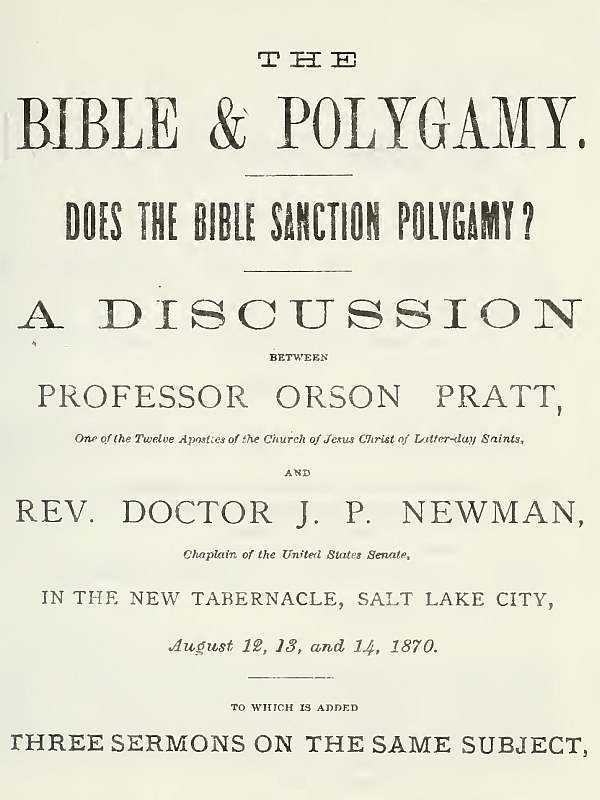 THE
BIBLE & POLYGAMY.
DOES THE BIBLE SANCTION POLYGAMY?
A DISCUSSION
BETWEEN
PROFESSOR ORSON PRATT,
One of the Twelve Apostles of the Church of Jesus Christ of Latter-day Saints,
AND
REV. DOCTOR J. P. NEWMAN,
Chaplain of the United States Senate,
IN THE NEW TABERNACLE, SALT LAKE CITY,
August 12, 13, and 14, 1870.
TO WHICH IS ADDED
THREE SERMONS ON THE SAME SUBJECT,